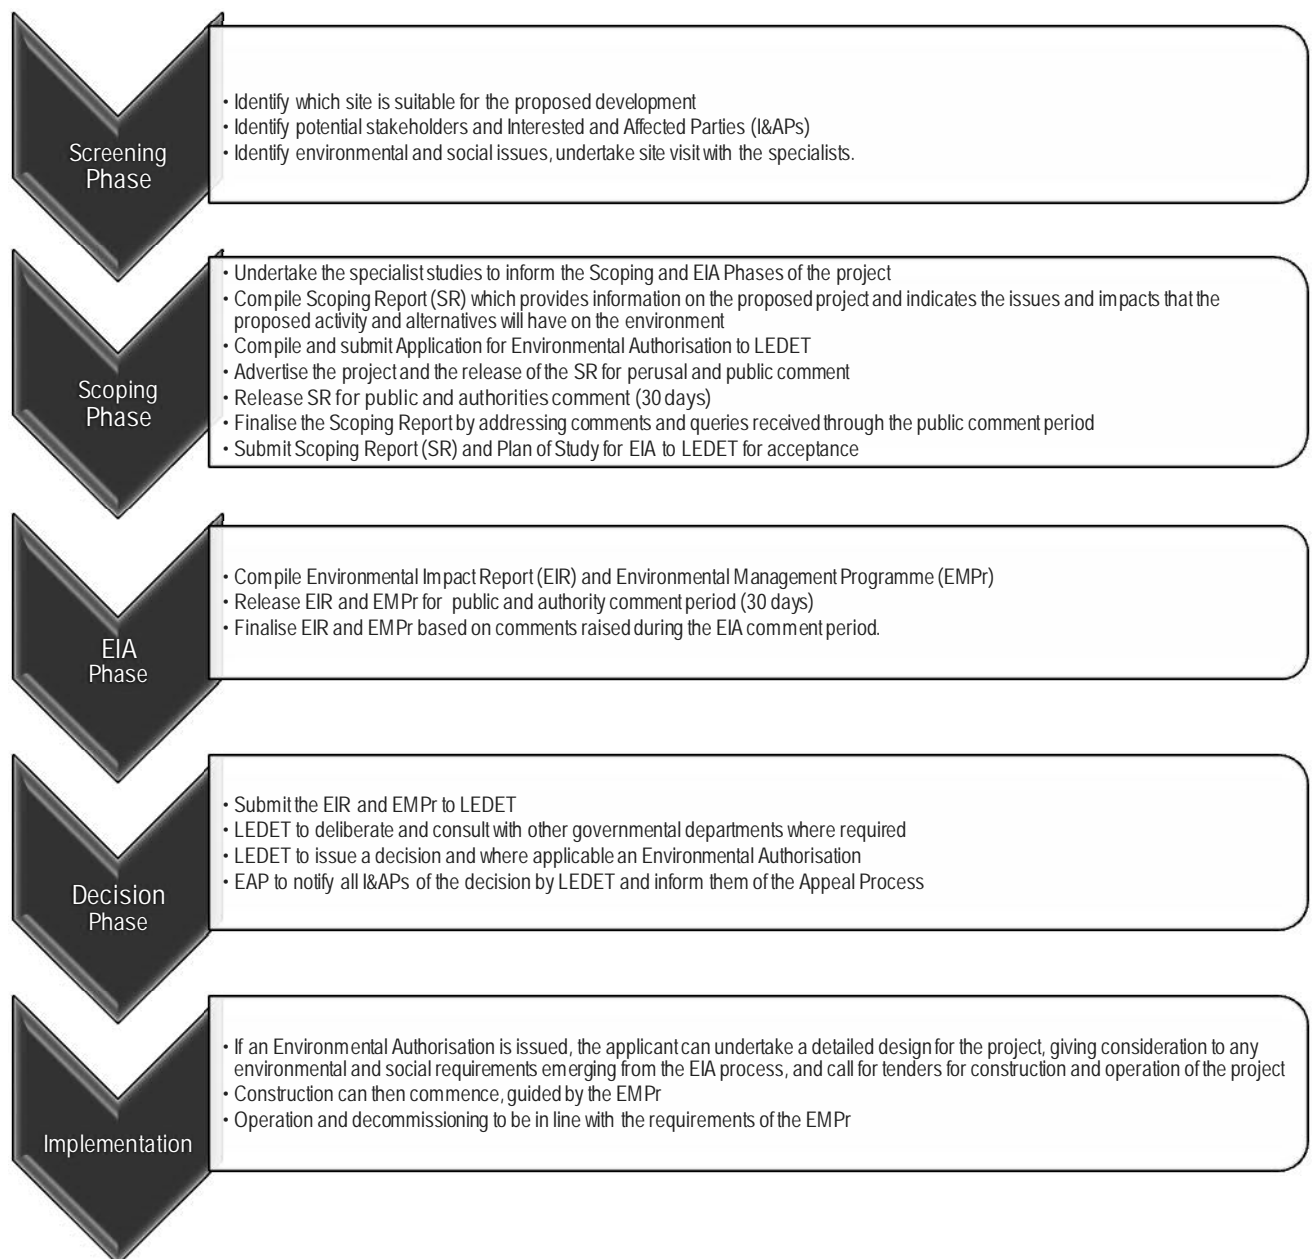 Screening
Phase
• Identify which site is suitable for the proposed development
• Identify potential stakeholders and Interested and Affected Parties (I&APs)
• Identify environmental and social issues, undertake site visit with the specialists.
Scoping
Phase
• Undertake the specialist studies to inform the Scoping and EIA Phases of the project
• Compile Scoping Report (SR) which provides information on the proposed project and indicates the issues and impacts that the
proposed activity and alternatives will have on the environment
• Compile and submit Application for Environmental Authorisation to LEDET
• Advertise the project and the release of the SR for perusal and public comment
• Release SR for public and authorities comment (30 days)
• Finalise the Scoping Report by addressing comments and queries received through the public comment period
• Submit Scoping Report (SR) and Plan of Study for EIA to LEDET for acceptance
EIA
Phase
• Compile Environmental Impact Report (EIR) and Environmental Management Programme (EMPr)
• Release EIR and EMPr for public and authority comment period (30 days)
• Finalise EIR and EMPr based on comments raised during the EIA comment period.
Decision
Phase
• Submit the EIR and EMPr to LEDET
• LEDET to deliberate and consult with other governmental departments where required
• LEDET to issue a decision and where applicable an Environmental Authorisation
• EAP to notify all I&APs of the decision by LEDET and inform them of the Appeal Process
Implementation
• If an Environmental Authorisation is issued, the applicant can undertake a detailed design for the project, giving consideration to any
environmental and social requirements emerging from the EIA process, and call for tenders for construction and operation of the project
• Construction can then commence, guided by the EMPr
• Operation and decommissioning to be in line with the requirements of the EMPr